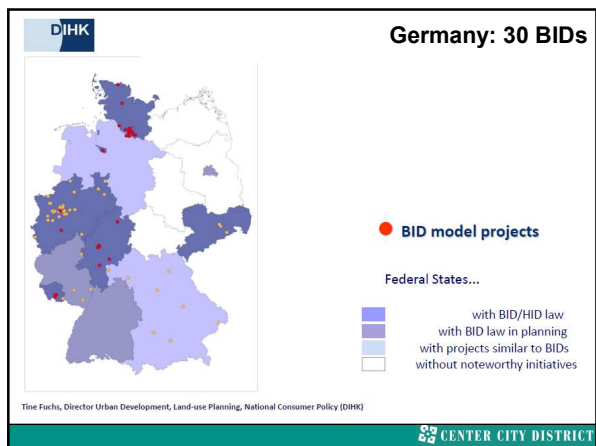 DIHK
Germany: 30 BIDs
BID model projects
Federal States...
with BID/HID law
with BID law in planning
with projects similar to BIDs
without noteworthy initiatives
Tine Fuchs, Director Urban Development, Land-use Planning, National Consumer Policy (DIHK)
CENTER CITY DISTRICT